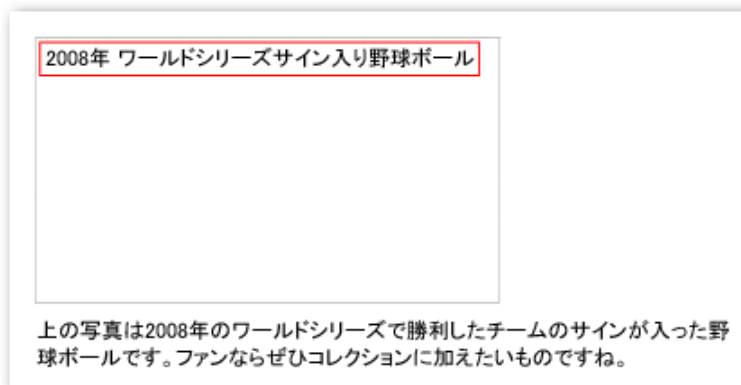 2008年 ワールドシリーズサイン入り野球ボール
上の写真は2008年のワールドシリーズで勝利したチームのサインが入った野
球ボールです。ファンならぜひコレクションに加えたいものですね。